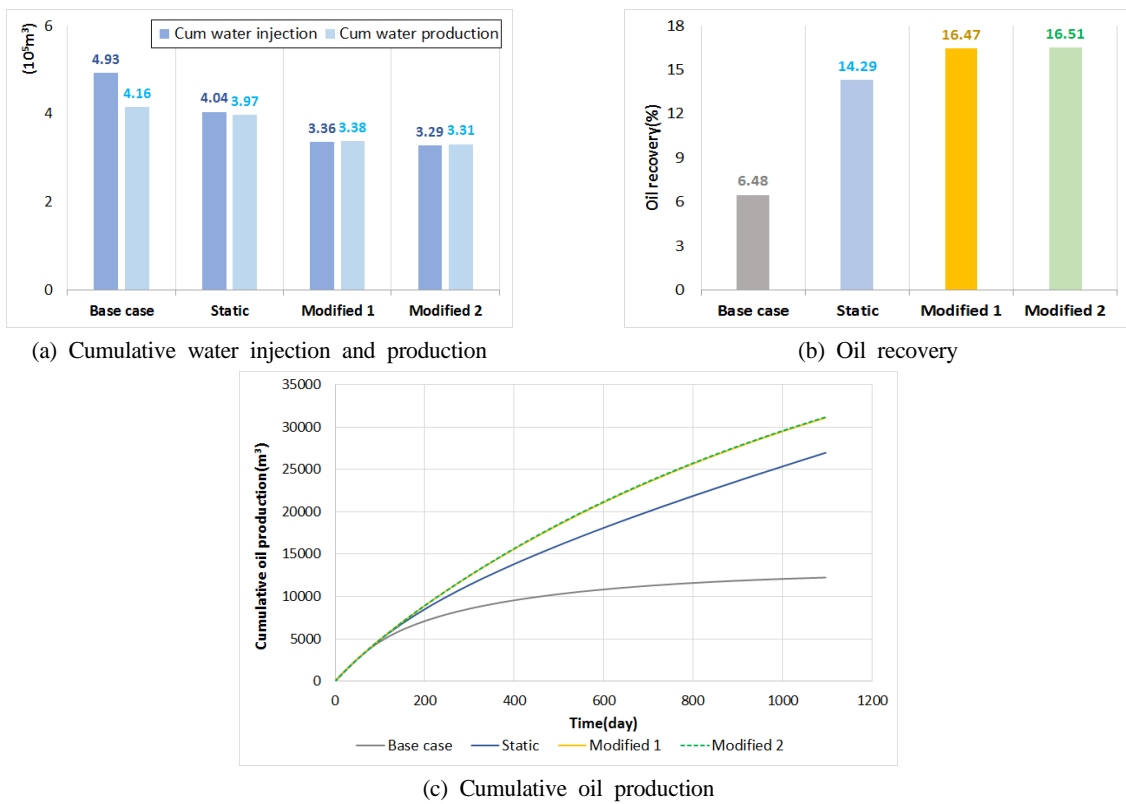 (10⁵m³)
6
4
2
0
Cum water injection
Cum water production
4.93
4.16
4.04
3.97
3.36
3.38
3.29
3.31
Base case
Static
Modified 1
Modified 2
(a) Cumulative water injection and production
Oil recovery(%)
18
15
12
9
6
3
0
6.48
14.29
16.47
16.51
Base case
Static
Modified 1
Modified 2
(b) Oil recovery
Cumulative oil production(m³)
35000
30000
25000
20000
15000
10000
5000
0
0
200
400
600
800
1000
1200
Time(day)
Base case
Static
Modified 1
Modified 2
(c) Cumulative oil production